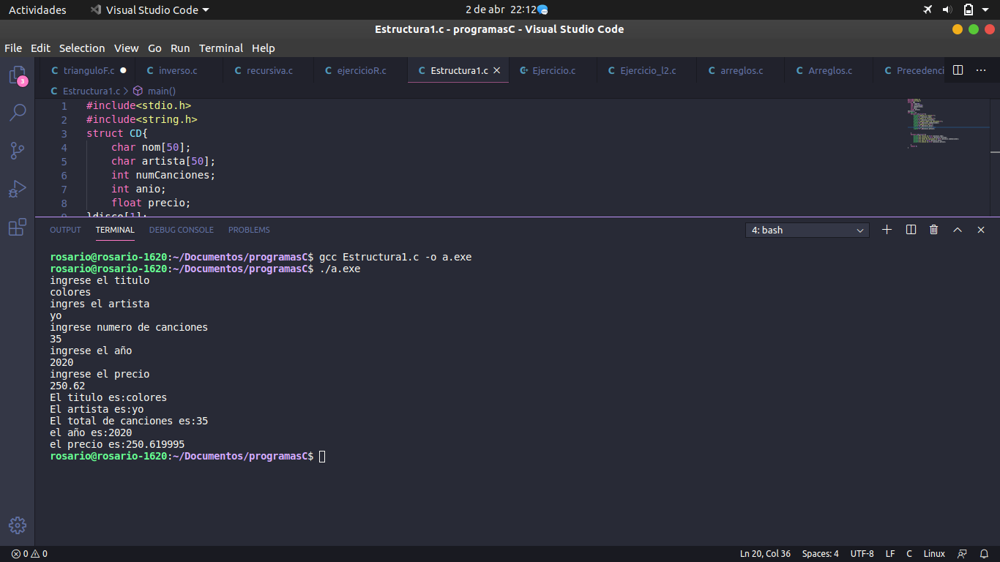 Actividades Visual Studio Code 2 de abr 22:12
Estructura1.c - programasC - Visual Studio Code
File Edit Selection View Go Run Terminal Help
3
C trianguloF.c C inverso.c C recursiva.c C ejercicioR.c C Estructura1.c C+ Ejercicio.c C Ejercicio_l2.c C arreglos.c C Arreglos.c C Precedenci
C Estructura1.c > main()
1 #include<stdio.h>
2 #include<string.h>
3 struct CD{
4 char nom[50];
5 char artista[50];
6 int numCanciones;
7 int anio;
8 float precio;
9 }disco[1];
OUTPUT TERMINAL DEBUG CONSOLE PROBLEMS 4: bash
rosario@rosario-1620:~/Documentos/programasC$ gcc Estructura1.c -o a.exe
rosario@rosario-1620:~/Documentos/programasC$ ./a.exe
ingrese el titulo
colores
ingres el artista
yo
ingrese numero de canciones
35
ingrese el año
2020
ingrese el precio
250.62
El titulo es:colores
El artista es:yo
El total de canciones es:35
el año es:2020
el precio es:250.619995
rosario@rosario-1620:~/Documentos/programasC$
0 0 Ln 20, Col 36 Spaces: 4 UTF-8 LF C Linux